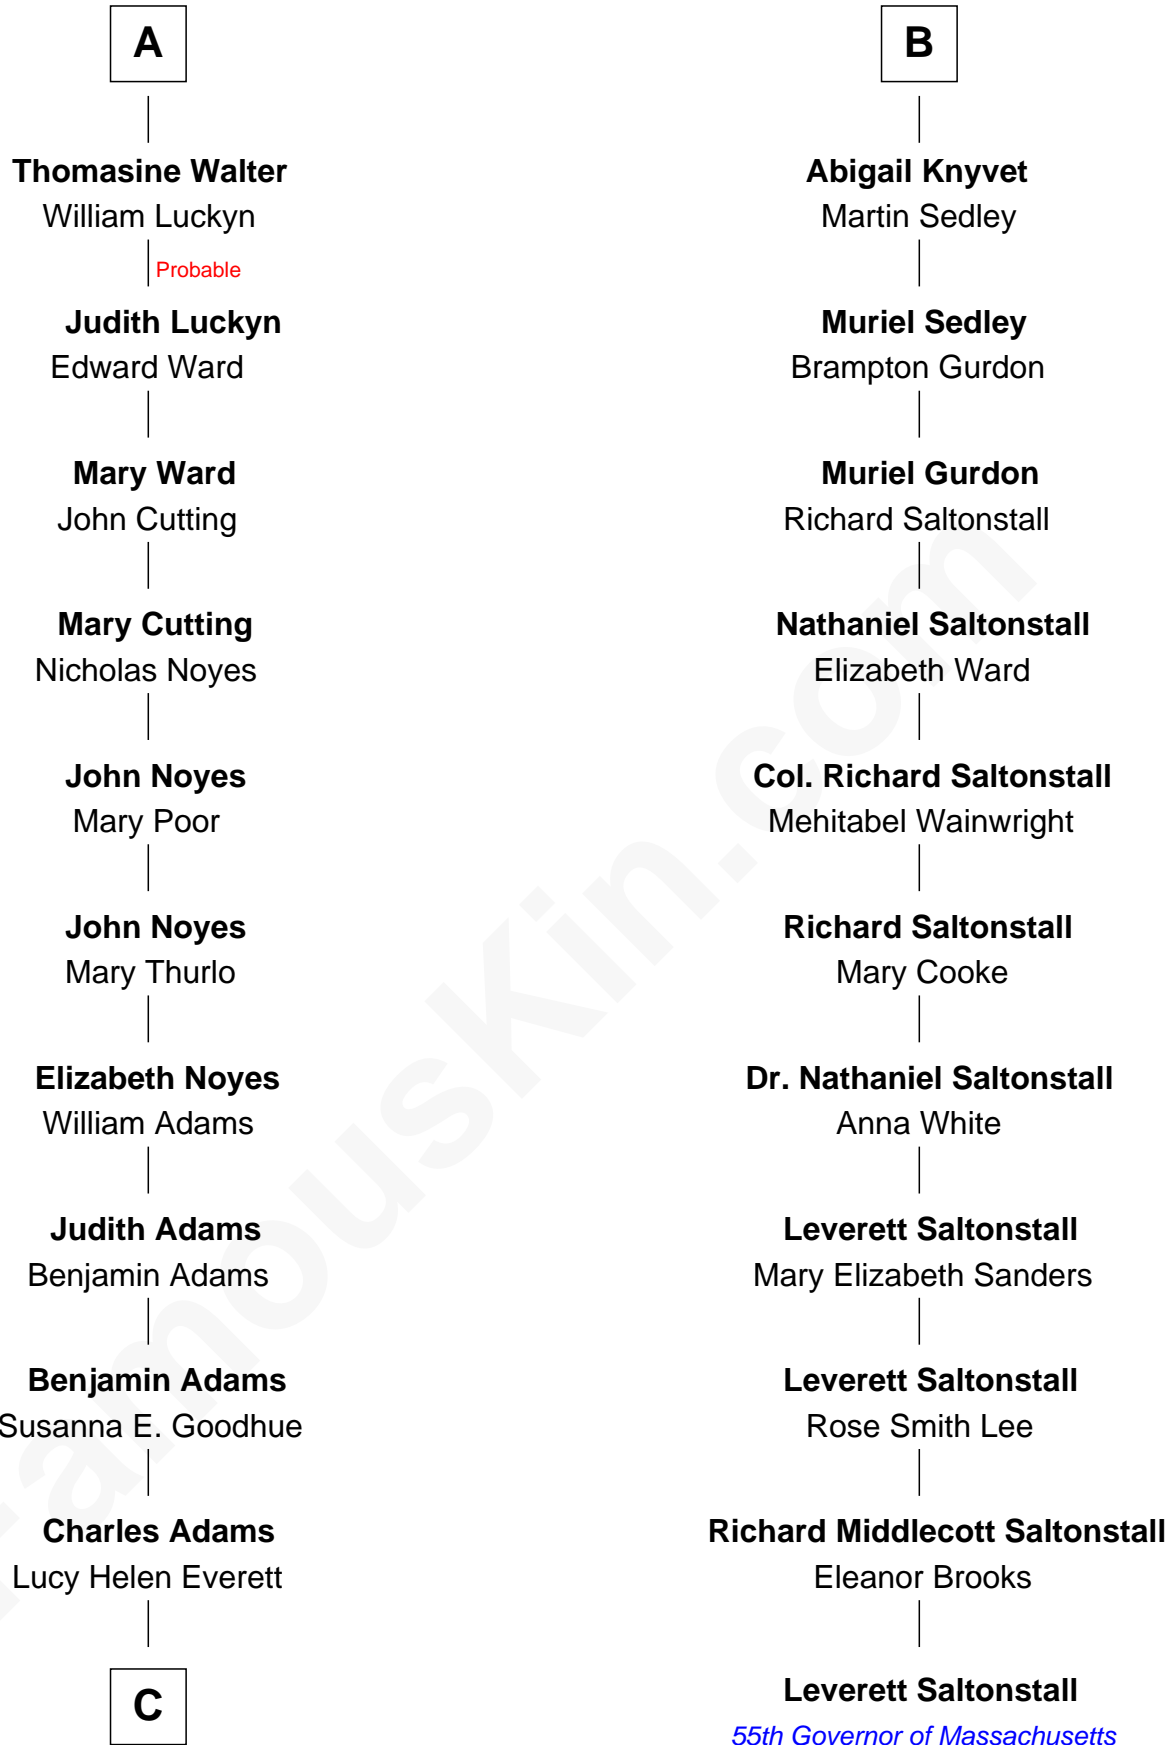 A
Thomasine Walter
William Luckyn
Probable
Judith Luckyn
Edward Ward
Mary Ward
John Cutting
Mary Cutting
Nicholas Noyes
John Noyes
Mary Poor
John Noyes
Mary Thurlo
Elizabeth Noyes
William Adams
Judith Adams
Benjamin Adams
Benjamin Adams
Susanna E. Goodhue
Charles Adams
Lucy Helen Everett
C
B
Abigail Knyvet
Martin Sedley
Muriel Sedley
Brampton Gurdon
Muriel Gurdon
Richard Saltonstall
Nathaniel Saltonstall
Elizabeth Ward
Col. Richard Saltonstall
Mehitabel Wainwright
Richard Saltonstall
Mary Cooke
Dr. Nathaniel Saltonstall
Anna White
Leverett Saltonstall
Mary Elizabeth Sanders
Leverett Saltonstall
Rose Smith Lee
Richard Middlecott Saltonstall
Eleanor Brooks
Leverett Saltonstall
55th Governor of Massachusetts
FamousKin.com